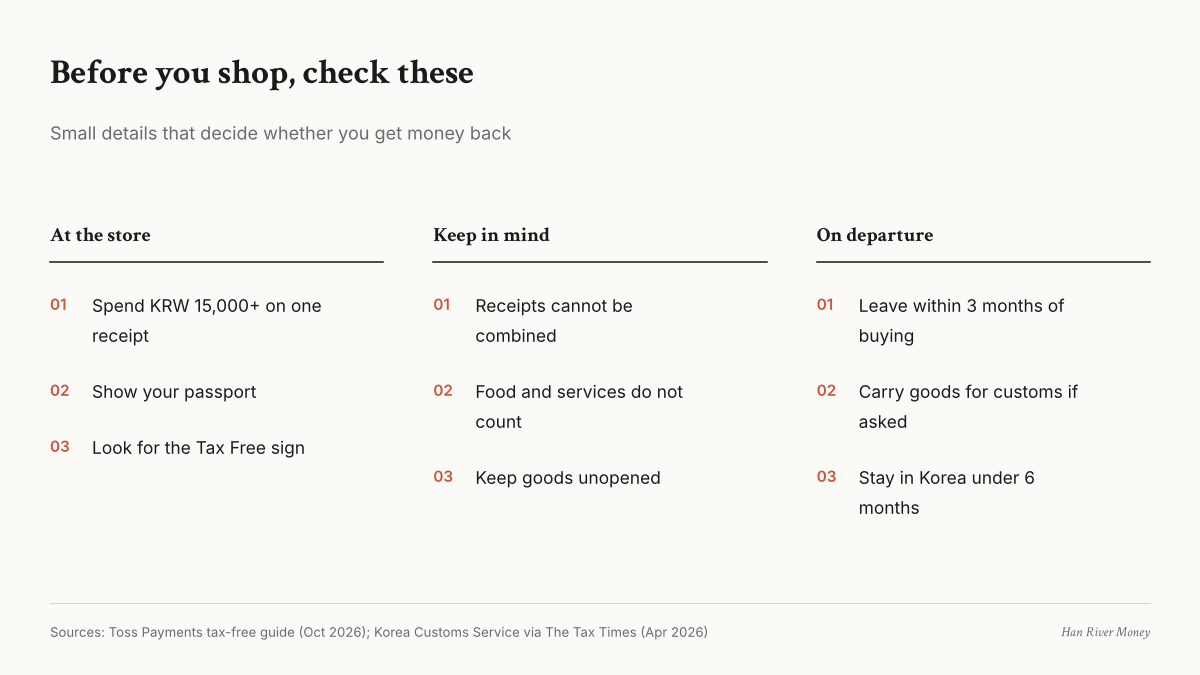 Before you shop, check these
Small details that decide whether you get money back
At the store
01 Spend KRW 15,000+ on one
receipt
02 Show your passport
03 Look for the Tax Free sign
Keep in mind
01 Receipts cannot be
combined
02 Food and services do not
count
03 Keep goods unopened
On departure
01 Leave within 3 months of
buying
02 Carry goods for customs if
asked
03 Stay in Korea under 6
months
Sources: Toss Payments tax-free guide (Oct 2026); Korea Customs Service via The Tax Times (Apr 2026)
Han River Money